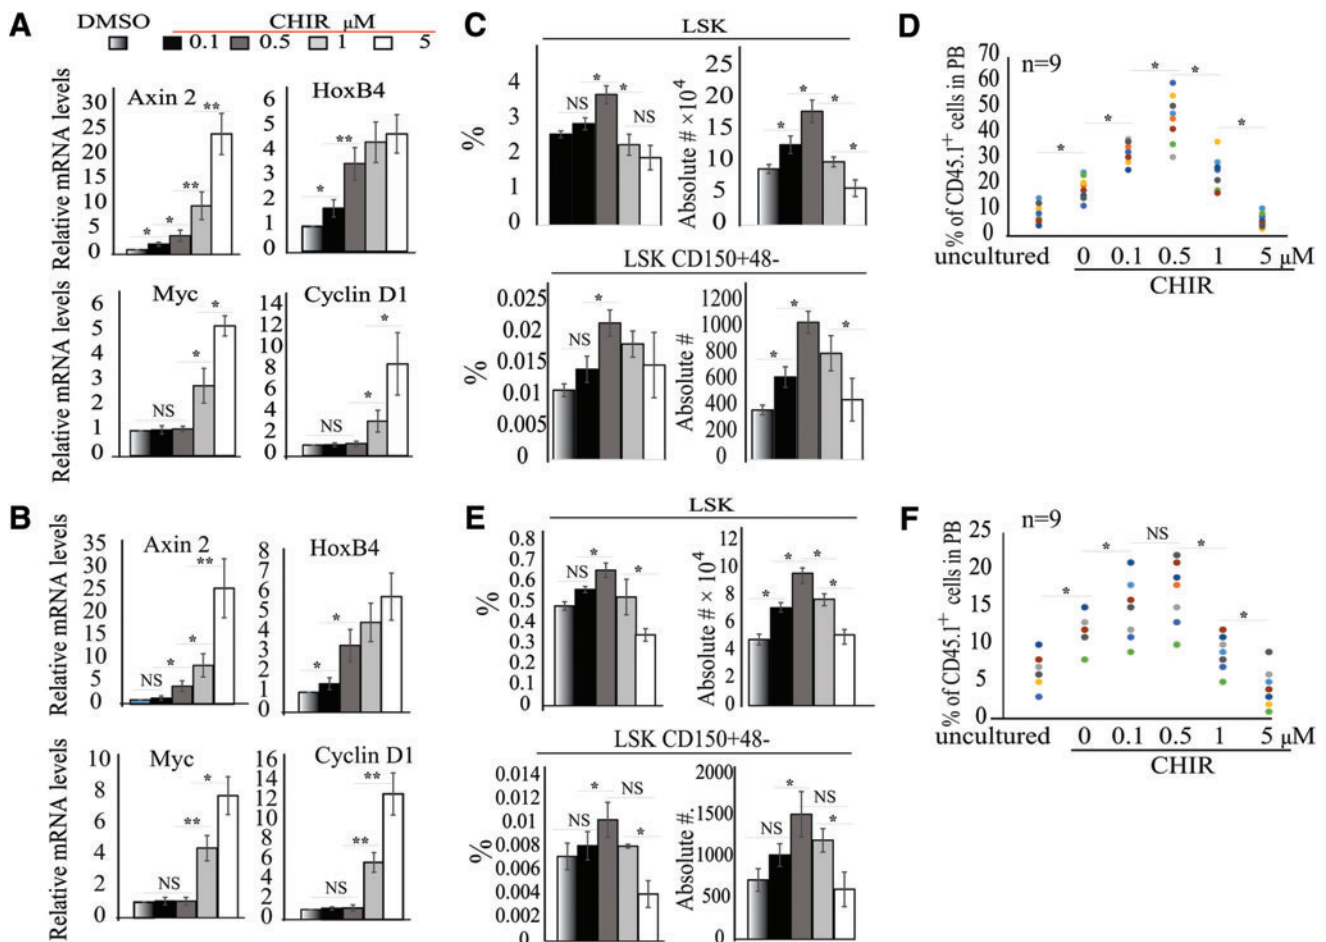 A
DMSO
CHIR μM
0.1 0.5 1 5
Relative mRNA levels
Axin 2
30
25
20
15
10
5
0
* * ** **
HoxB4
6
5
4
3
2
1
0
* **
Relative mRNA levels
Myc
6
5
4
3
2
1
0
NS * *
Cyclin D1
14
12
10
8
6
4
2
0
NS * *
B
Relative mRNA levels
Axin 2
35
30
25
20
15
10
5
0
NS * * **
HoxB4
8
7
6
5
4
3
2
1
0
* *
Relative mRNA levels
Myc
10
8
6
4
2
0
NS ** *
Cyclin D1
16
14
12
10
8
6
4
2
0
NS ** **
C
LSK
%
4
3
2
1
0
NS * * NS
Absolute # ×10⁴
25
20
15
10
5
0
* * * *
LSK CD150+48-
%
0.025
0.02
0.015
0.01
0.005
0
NS *
Absolute #
1200
1000
800
600
400
200
0
* * *
D
% of CD45.1⁺ cells in PB
70
60
50
40
30
20
10
0
n=9
* * * * *
uncultured 0 0.1 0.5 1 5 μM
CHIR
E
LSK
%
0.8
0.7
0.6
0.5
0.4
0.3
0.2
0.1
0
NS * *
Absolute # × 10⁴
12
10
8
6
4
2
0
* * * *
LSK CD150+48-
%
0.014
0.012
0.01
0.008
0.006
0.004
0.002
0
NS * NS *
Absolute #.
2000
1500
1000
500
0
NS * NS *
F
% of CD45.1⁺ cells in PB
25
20
15
10
5
0
n=9
* * NS * *
uncultured 0 0.1 0.5 1 5 μM
CHIR